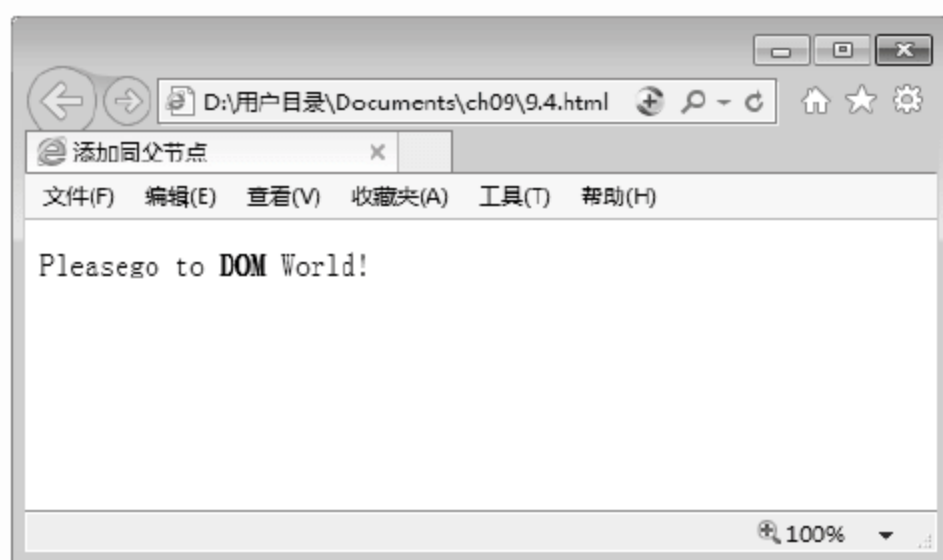 D:\用户目录\Documents\ch09\9.4.html
添加同父节点
文件(F) 编辑(E) 查看(V) 收藏夹(A) 工具(T) 帮助(H)
Pleasego to DOM World!
100%